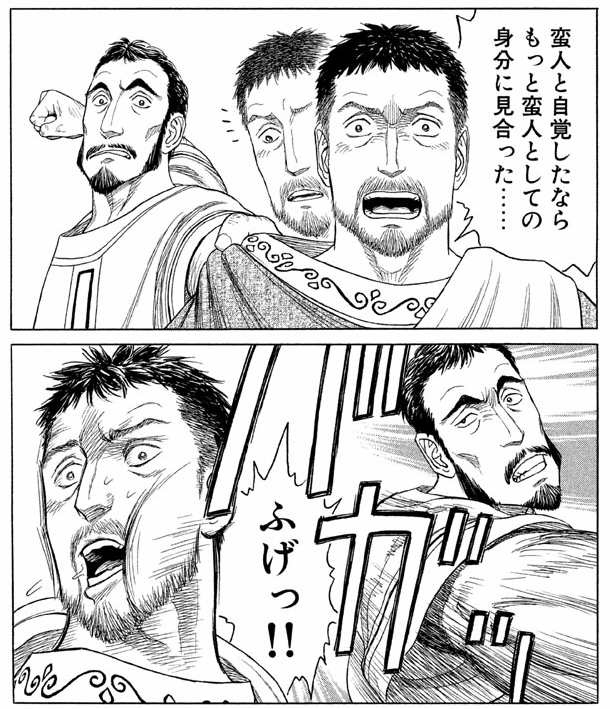 蛮人と自覚したなら
もっと蛮人としての
身分に見合った……
バガッ
ふげっ!!